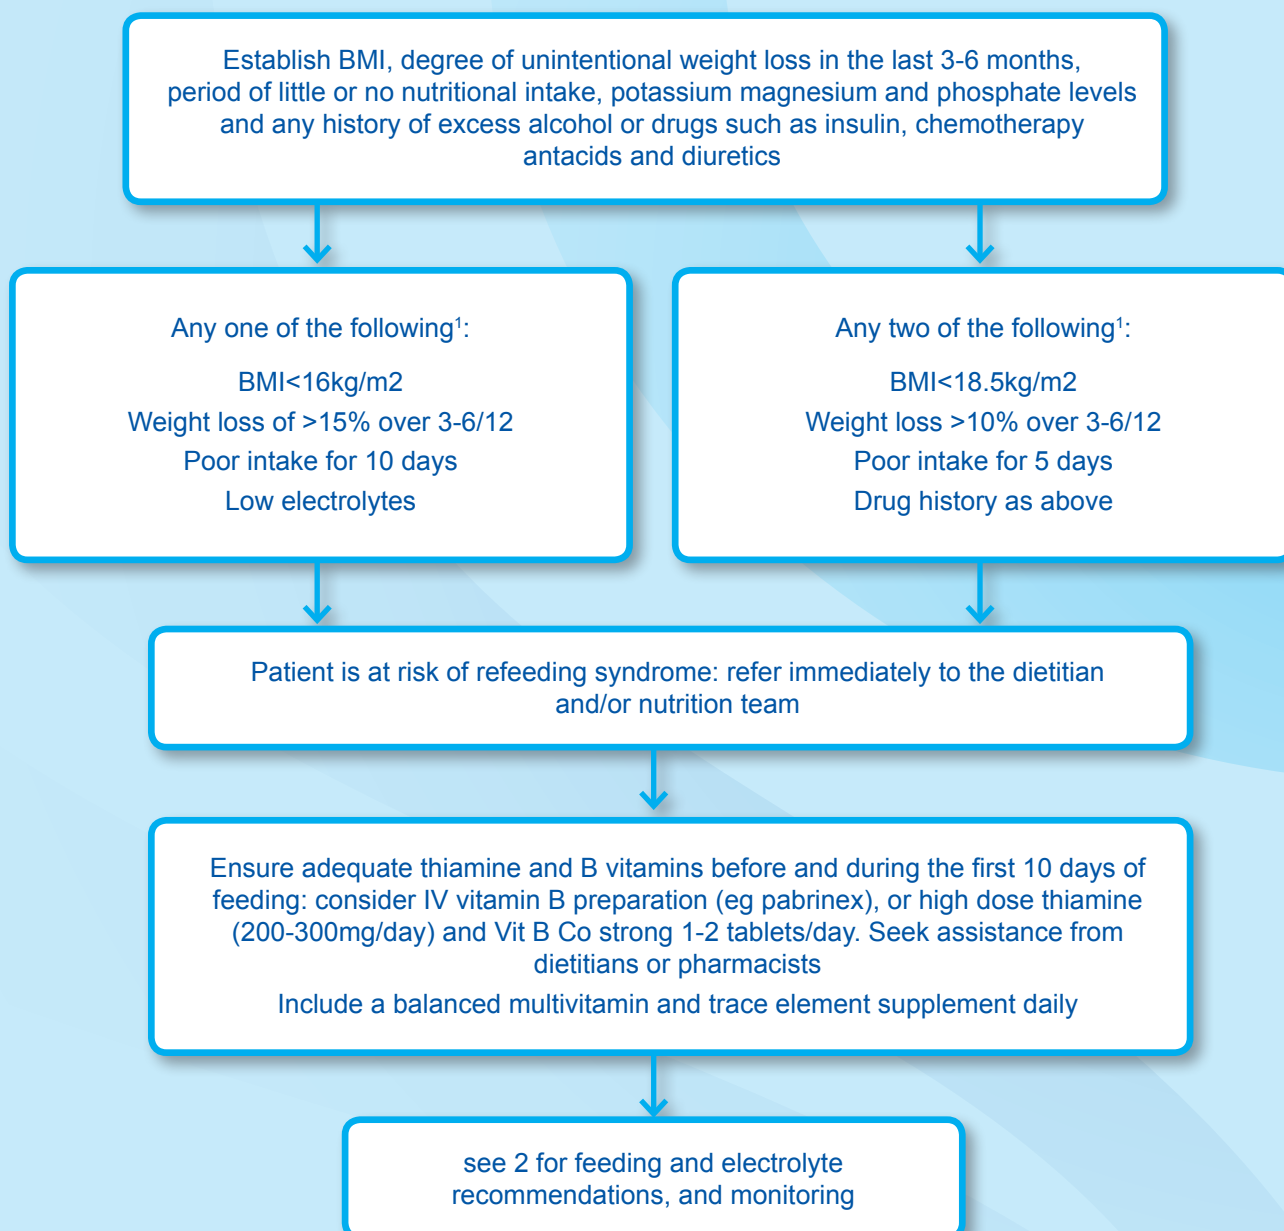 Establish BMI, degree of unintentional weight loss in the last 3-6 months,
period of little or no nutritional intake, potassium magnesium and phosphate levels
and any history of excess alcohol or drugs such as insulin, chemotherapy
antacids and diuretics
Any one of the following¹:
BMI<16kg/m2
Weight loss of >15% over 3-6/12
Poor intake for 10 days
Low electrolytes
Any two of the following¹:
BMI<18.5kg/m2
Weight loss >10% over 3-6/12
Poor intake for 5 days
Drug history as above
Patient is at risk of refeeding syndrome: refer immediately to the dietitian
and/or nutrition team
Ensure adequate thiamine and B vitamins before and during the first 10 days of
feeding: consider IV vitamin B preparation (eg pabrinex), or high dose thiamine
(200-300mg/day) and Vit B Co strong 1-2 tablets/day. Seek assistance from
dietitians or pharmacists
Include a balanced multivitamin and trace element supplement daily
see 2 for feeding and electrolyte
recommendations, and monitoring